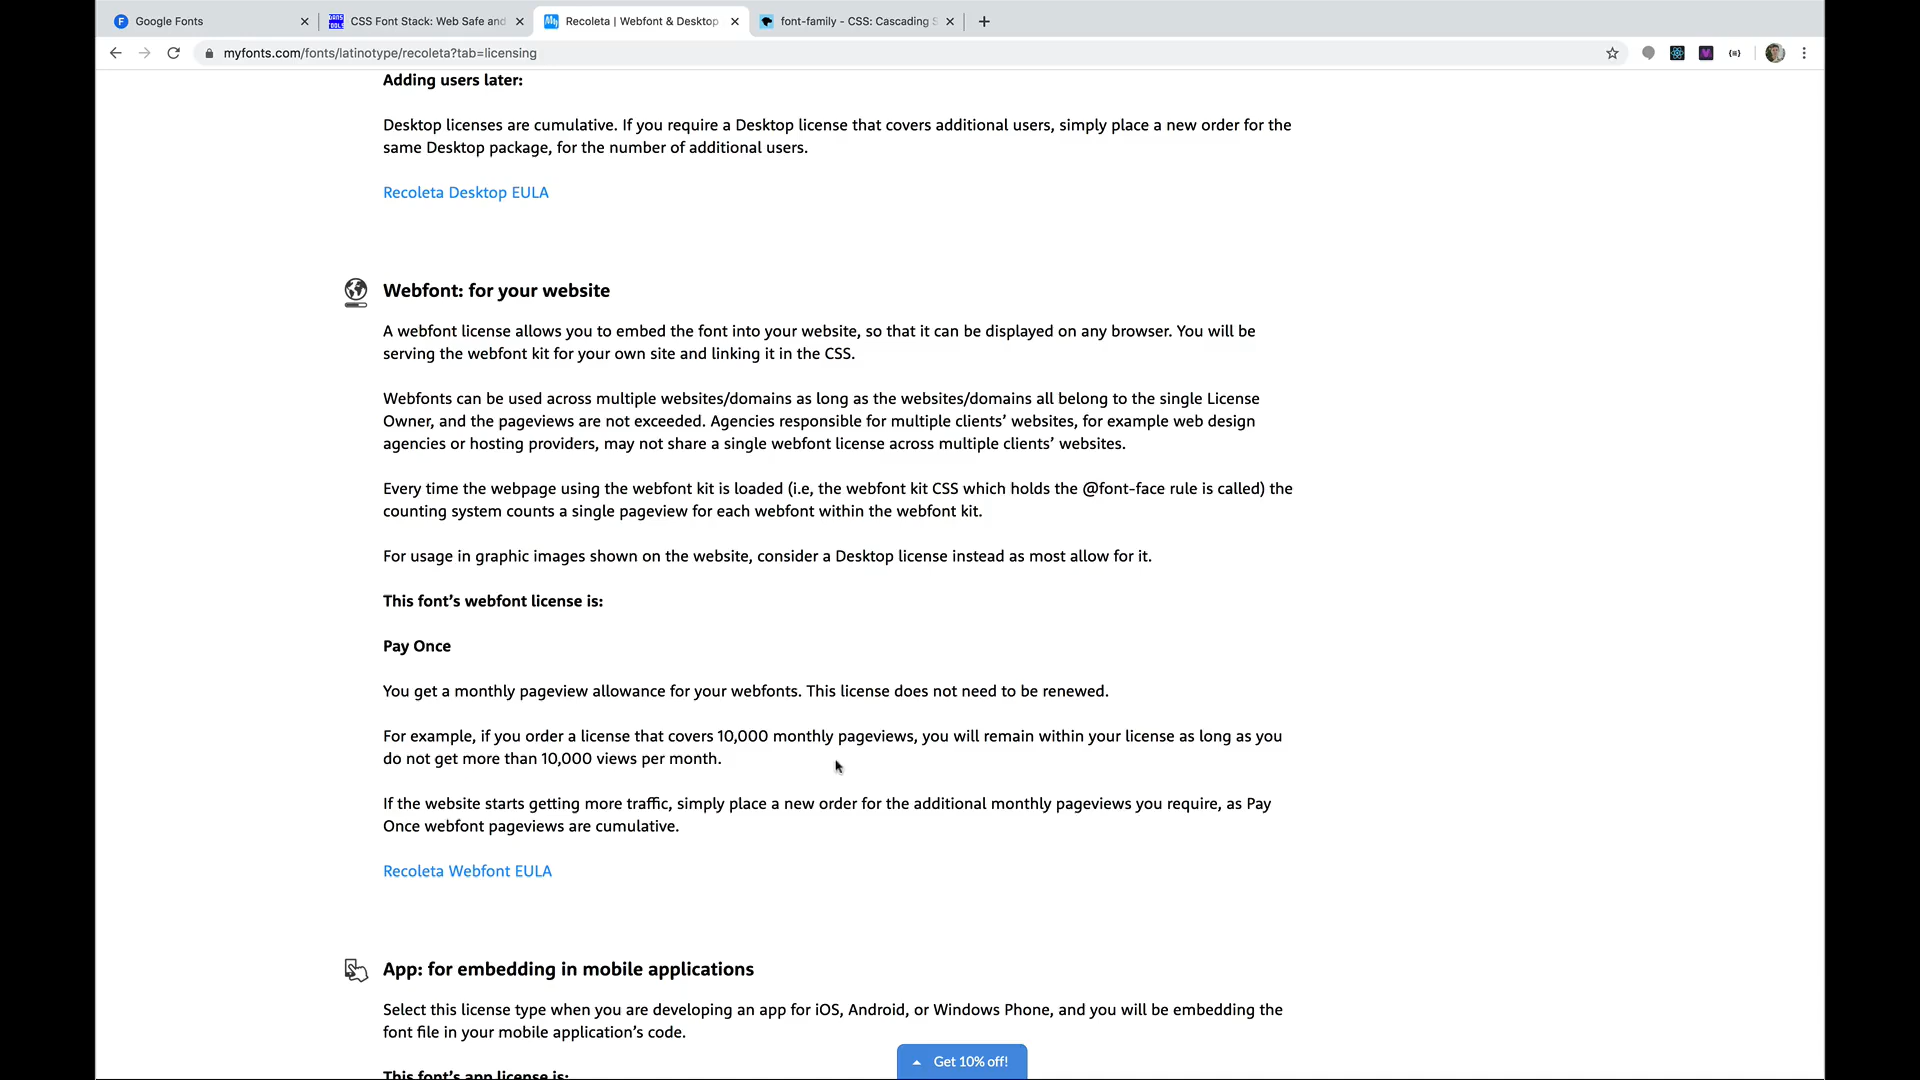 Google Fonts
CSS Font Stack: Web Safe and
Recoleta | Webfont & Desktop
font-family - CSS: Cascading S
myfonts.com/fonts/latinotype/recoleta?tab=licensing
Adding users later:
Desktop licenses are cumulative. If you require a Desktop license that covers additional users, simply place a new order for the
same Desktop package, for the number of additional users.
Recoleta Desktop EULA
Webfont: for your website
A webfont license allows you to embed the font into your website, so that it can be displayed on any browser. You will be
serving the webfont kit for your own site and linking it in the CSS.
Webfonts can be used across multiple websites/domains as long as the websites/domains all belong to the single License
Owner, and the pageviews are not exceeded. Agencies responsible for multiple clients’ websites, for example web design
agencies or hosting providers, may not share a single webfont license across multiple clients’ websites.
Every time the webpage using the webfont kit is loaded (i.e, the webfont kit CSS which holds the @font-face rule is called) the
counting system counts a single pageview for each webfont within the webfont kit.
For usage in graphic images shown on the website, consider a Desktop license instead as most allow for it.
This font’s webfont license is:
Pay Once
You get a monthly pageview allowance for your webfonts. This license does not need to be renewed.
For example, if you order a license that covers 10,000 monthly pageviews, you will remain within your license as long as you
do not get more than 10,000 views per month.
If the website starts getting more traffic, simply place a new order for the additional monthly pageviews you require, as Pay
Once webfont pageviews are cumulative.
Recoleta Webfont EULA
App: for embedding in mobile applications
Select this license type when you are developing an app for iOS, Android, or Windows Phone, and you will be embedding the
font file in your mobile application’s code.
Get 10% off!
This font’s app license is: